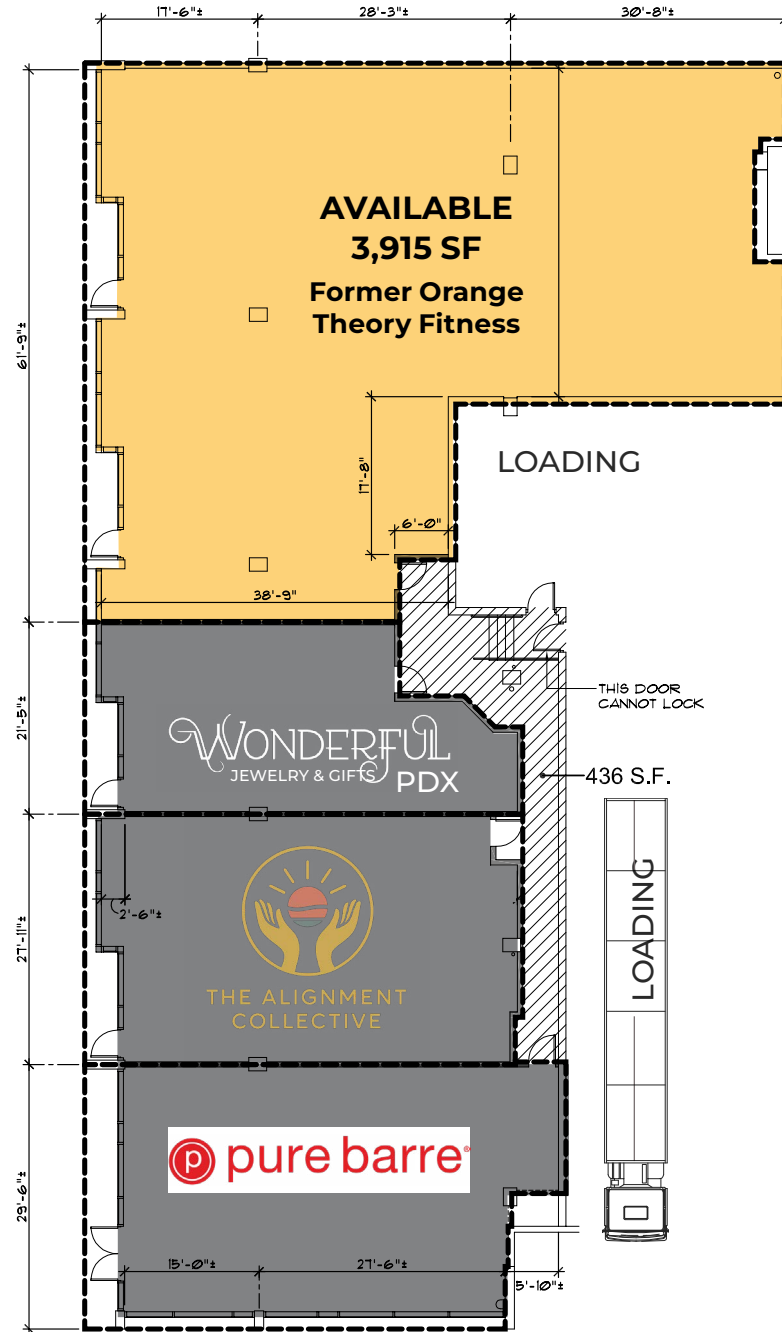 17'-6"±
28'-3"±
30'-8"±
AVAILABLE
3,915 SF
Former Orange
Theory Fitness
61'-9"±
17'-8"
LOADING
6'-0"
38'-9"
THIS DOOR
CANNOT LOCK
21'-5"±
WONDERFUL
JEWELRY & GIFTS
PDX
436 S.F.
LOADING
2'-6"±
27'-11"±
THE ALIGNMENT
COLLECTIVE
p pure barre®
29'-6"±
15'-0"±
27'-6"±
5'-10"±